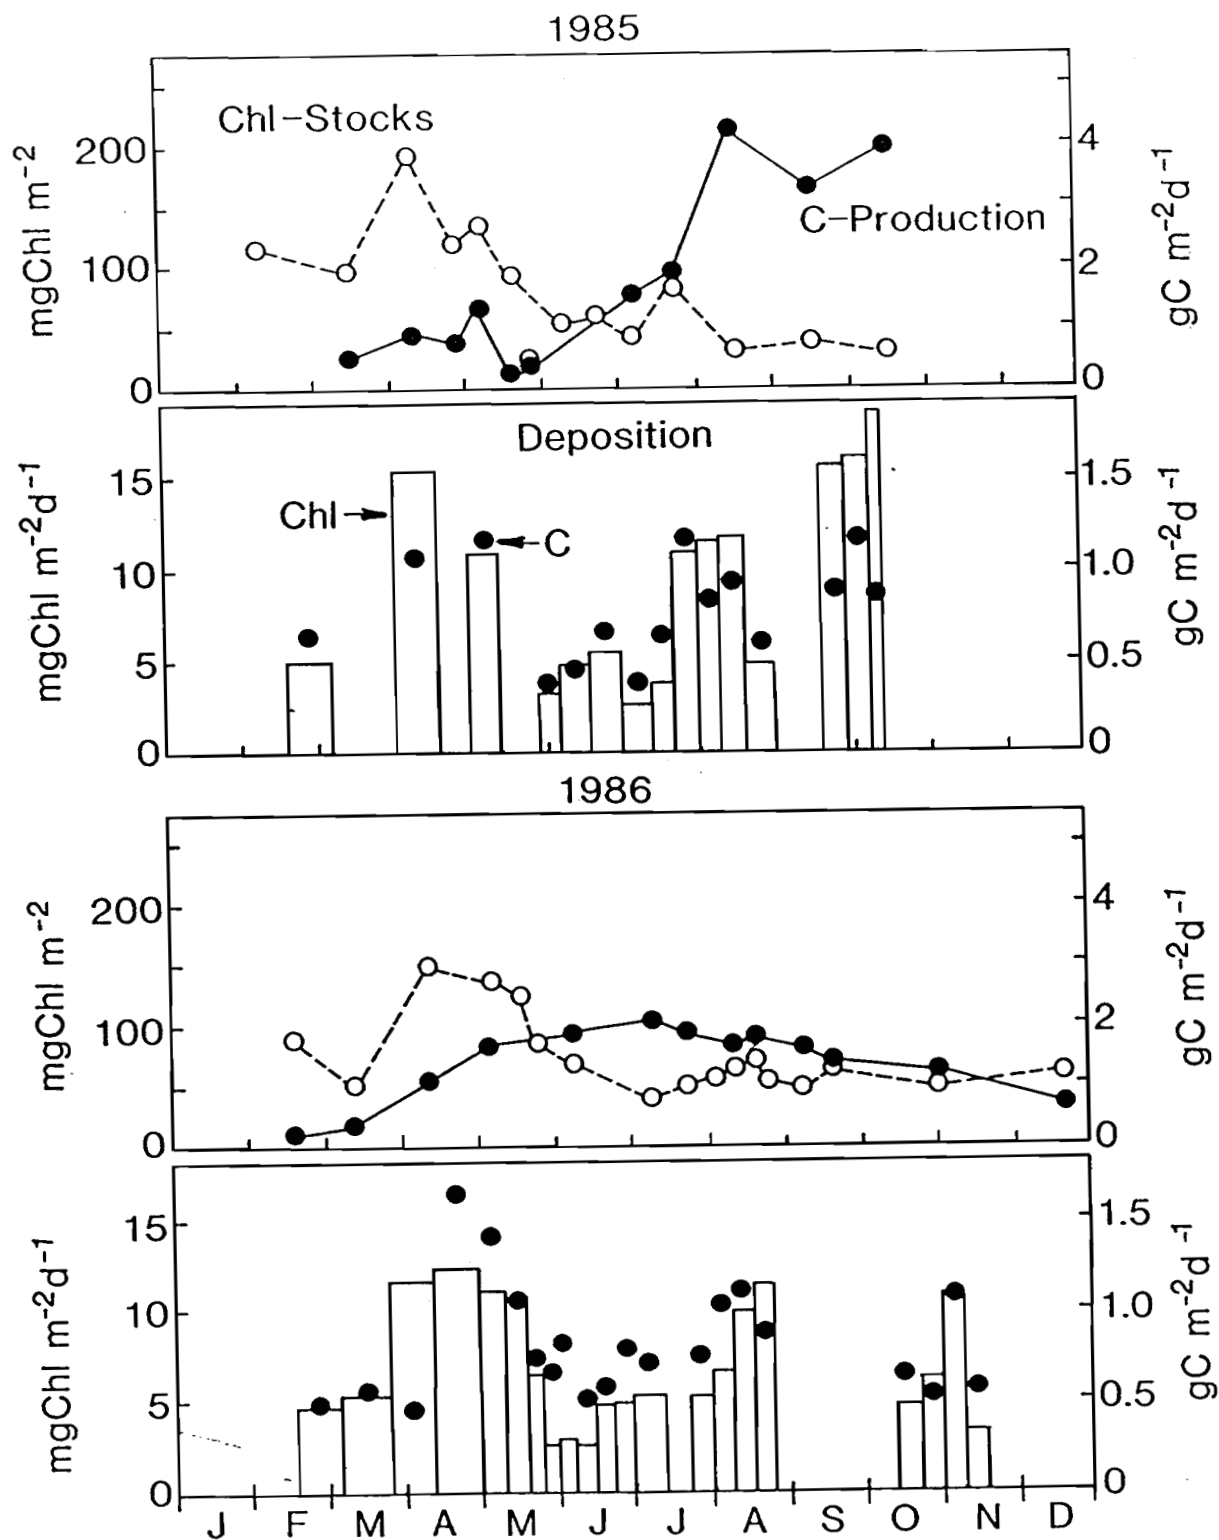 1985
Chl-Stocks
C-Production
mgChl m⁻²
200
100
0
gC m⁻²d⁻¹
4
2
0
Deposition
Chl
C
mgChl m⁻²d⁻¹
15
10
5
0
gC m⁻²d⁻¹
1.5
1.0
0.5
0
1986
mgChl m⁻²
200
100
0
gC m⁻²d⁻¹
4
2
0
mgChl m⁻²d⁻¹
15
10
5
0
gC m⁻²d⁻¹
1.5
1.0
0.5
0
J F M A M J J A S O N D